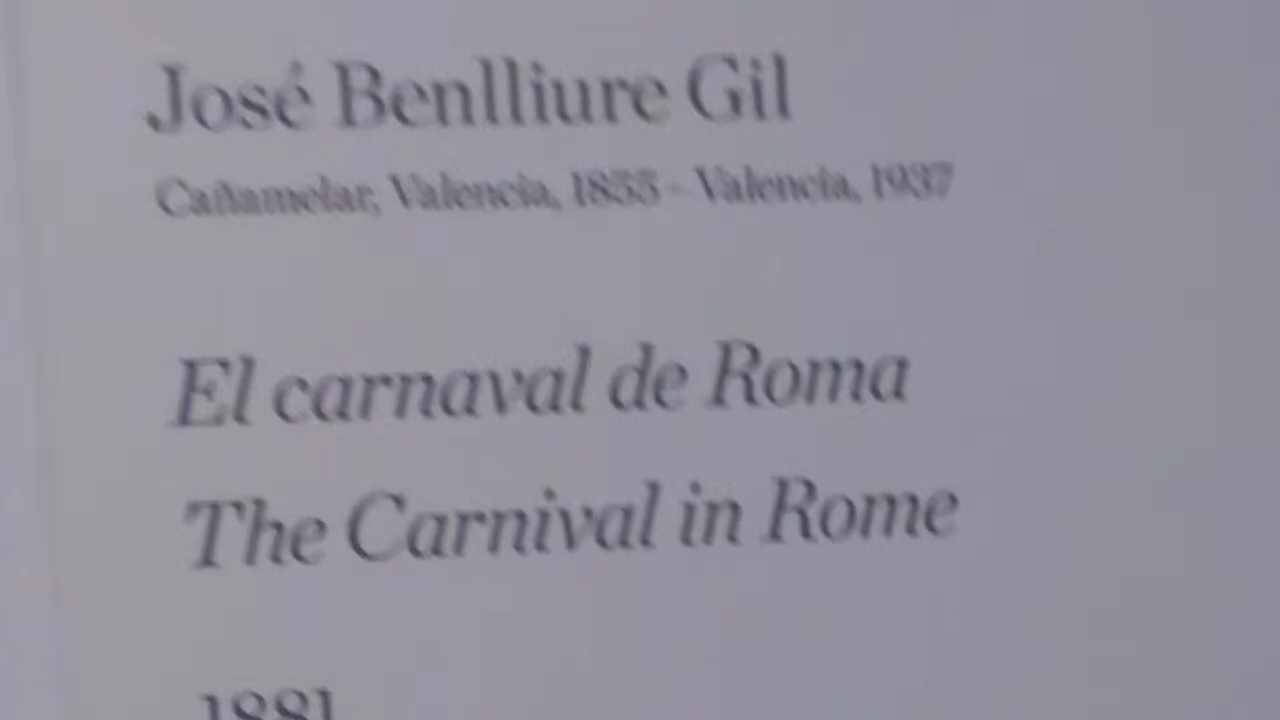 José Benlliure Gil
Cañamelar, Valencia, 1855 - Valencia, 1937
El carnaval de Roma
The Carnival in Rome
1881